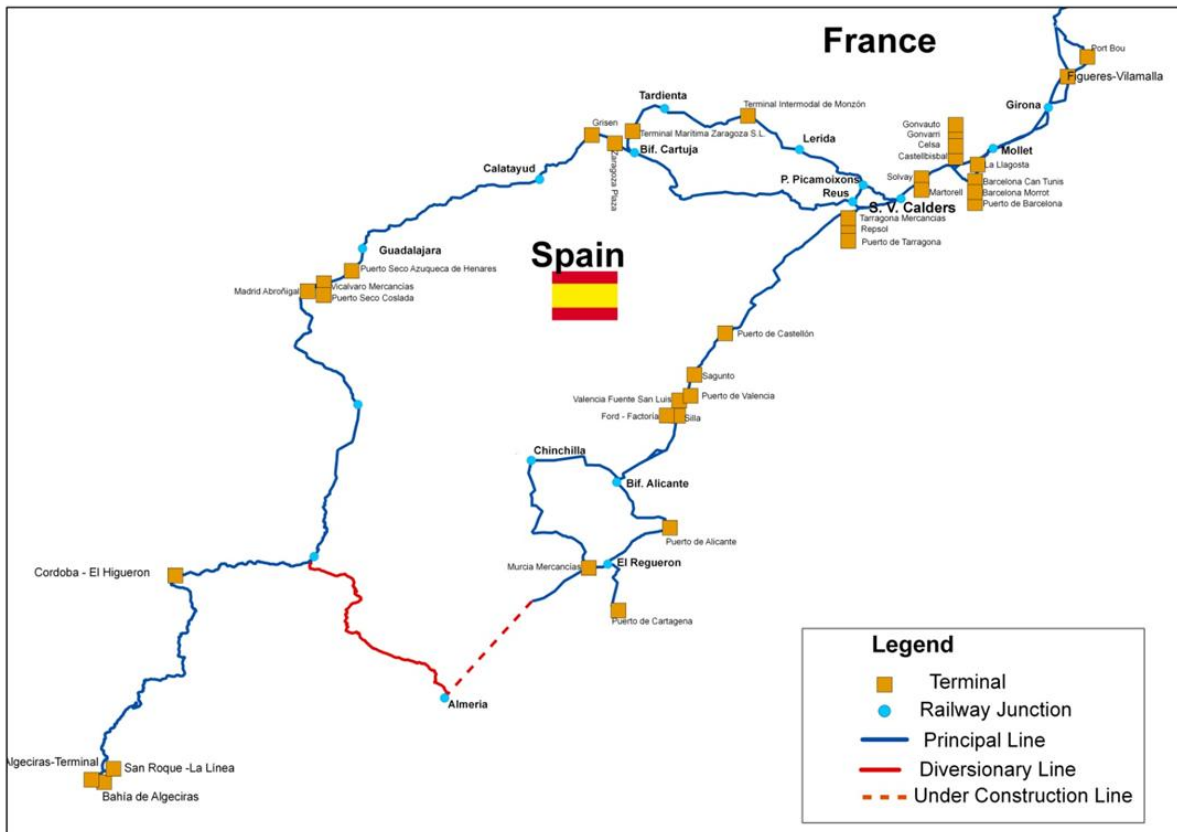 France
Port Bou
Figueres-Vilamalla
Girona
Tardienta
Terminal Intermodal de Monzón
Grisen
Terminal Marítima Zaragoza S.L.
Zaragoza Plaza
Bif. Cartuja
Lerida
Gonvauto
Gonvarri
Celsa
Castellbisbal
Mollet
La Llagosta
Calatayud
P. Picamoixons
Reus
Solvay
Martorell
Barcelona Can Tunis
Barcelona Morrot
Puerto de Barcelona
S. V. Calders
Tarragona Mercancías
Repsol
Puerto de Tarragona
Guadalajara
Spain
Puerto Seco Azuqueca de Henares
Madrid Abroñigal
Vicalvaro Mercancías
Puerto Seco Coslada
Puerto de Castellón
Sagunto
Valencia Fuente San Luis
Puerto de Valencia
Ford - Factoría
Silla
Chinchilla
Bif. Alicante
Puerto de Alicante
Cordoba - El Higueron
Murcia Mercancías
El Regueron
Puerto de Cartagena
Almeria
Algeciras-Terminal
San Roque -La Línea
Bahía de Algeciras
Legend
Terminal
Railway Junction
Principal Line
Diversionary Line
Under Construction Line